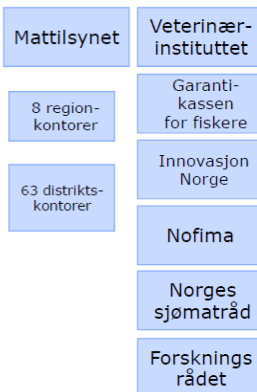 Mattilsynet
8 region-
kontorer
63 distrikts-
kontorer
Veterinær-
instituttet
Garanti-
kassen
for fiskere
Innovasjon
Norge
Nofima
Norges
sjømatråd
Forsknings
rådet